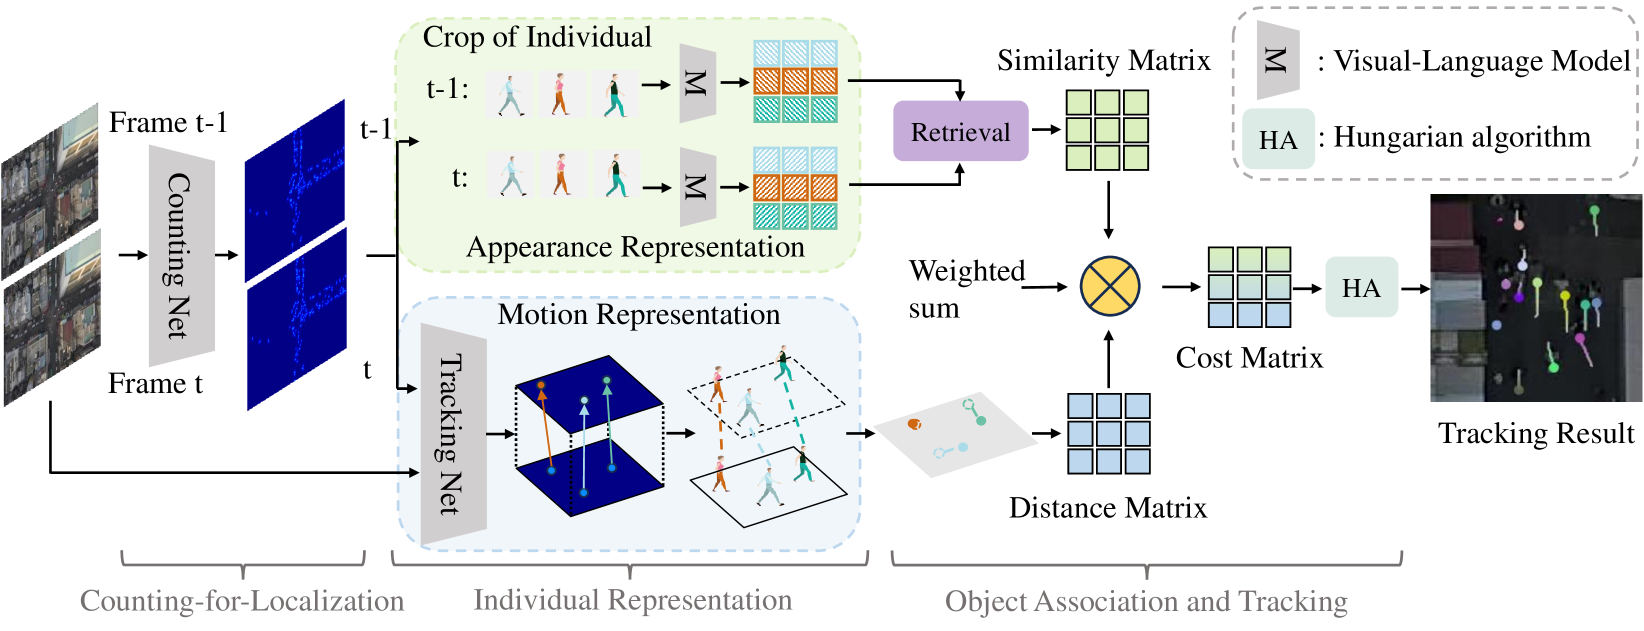 Frame t-1
Counting Net
Frame t
t-1
t
Crop of Individual
t-1:
M
t:
M
Appearance Representation
Motion Representation
Tracking Net
Retrieval
Similarity Matrix
Weighted
sum
Distance Matrix
Cost Matrix
HA
M
: Visual-Language Model
HA
: Hungarian algorithm
Tracking Result
Counting-for-Localization
Individual Representation
Object Association and Tracking